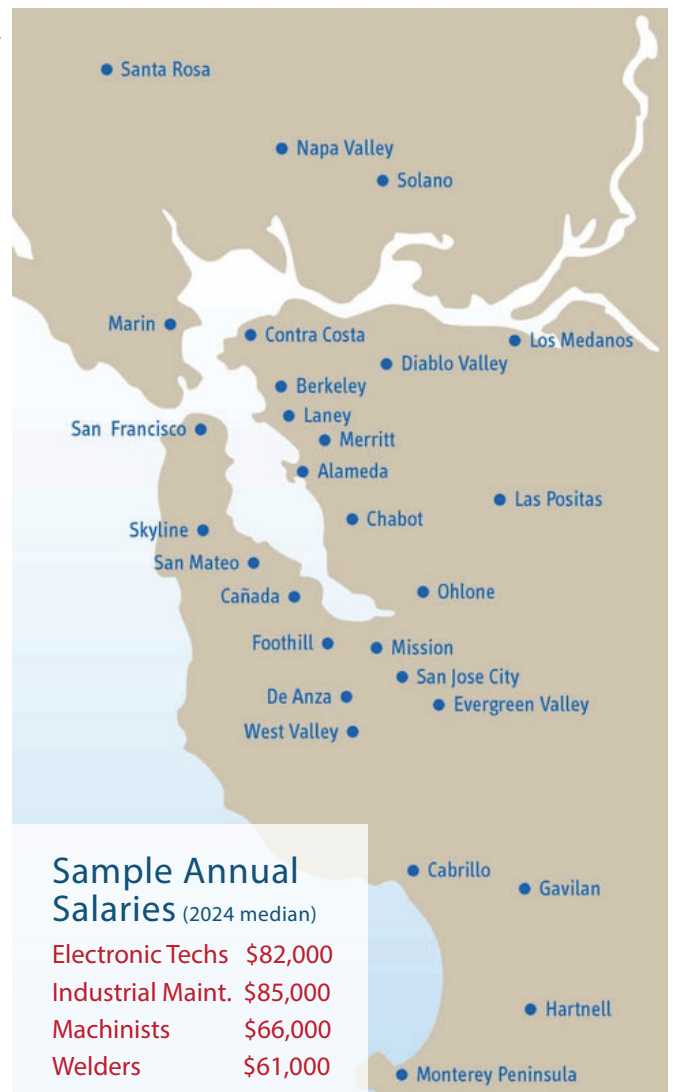 Santa Rosa
Napa Valley
Solano
Marin
Contra Costa
Los Medanos
Diablo Valley
Berkeley
Laney
San Francisco
Merritt
Alameda
Las Positas
Chabot
Skyline
San Mateo
Cañada
Ohlone
Foothill
Mission
San Jose City
De Anza
Evergreen Valley
West Valley
Cabrillo
Gavilan
Hartnell
Monterey Peninsula
Sample Annual
Salaries (2024 median)
Electronic Techs $82,000
Industrial Maint. $85,000
Machinists $66,000
Welders $61,000